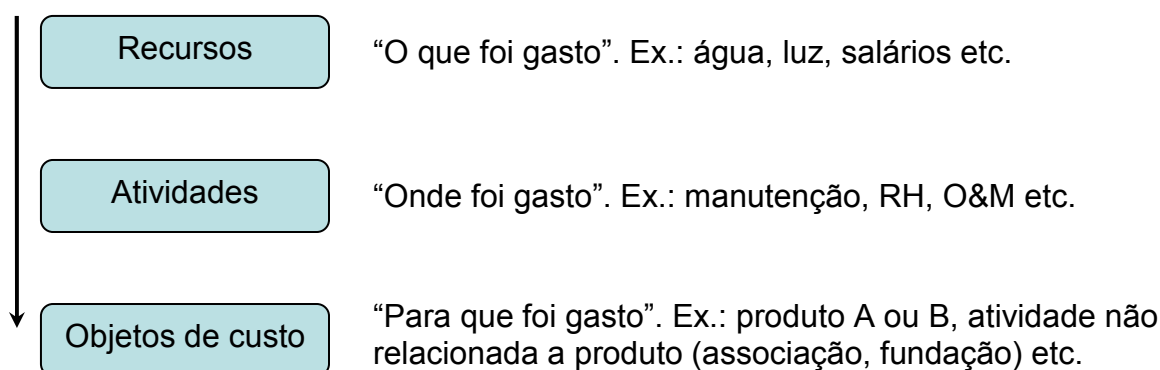 Recursos
“O que foi gasto”. Ex.: água, luz, salários etc.
Atividades
“Onde foi gasto”. Ex.: manutenção, RH, O&M etc.
Objetos de custo
“Para que foi gasto”. Ex.: produto A ou B, atividade não
relacionada a produto (associação, fundação) etc.